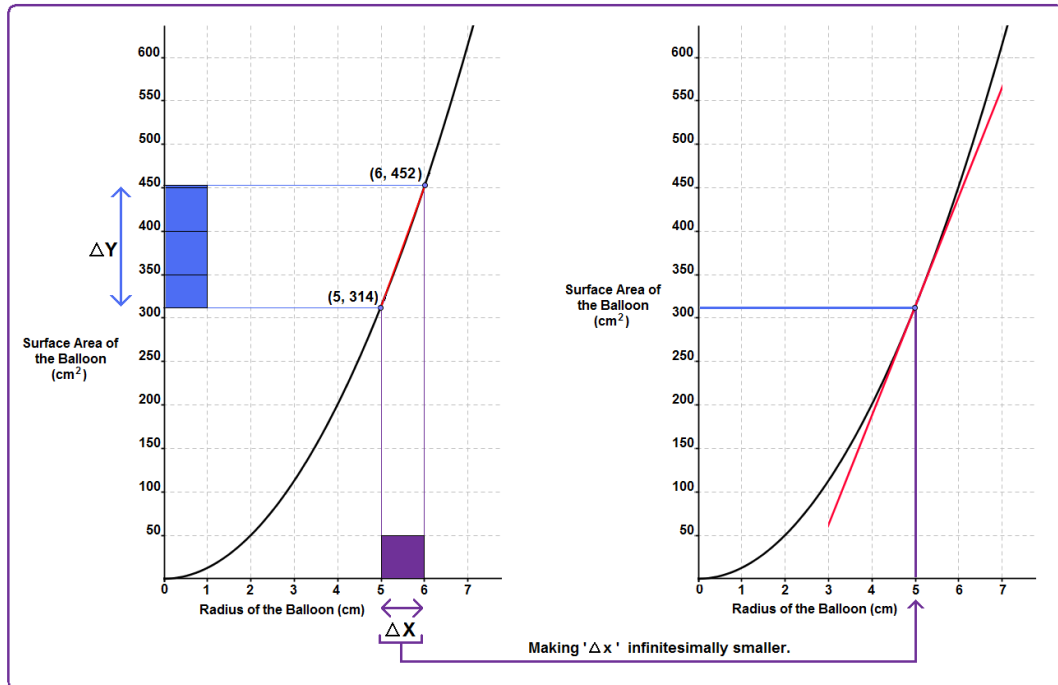 600
550
500
450
400
350
300
250
200
150
100
50
0 1 2 3 4 5 6 7
(6, 452)
(5, 314)
△Y
Surface Area of
the Balloon
(cm²)
Radius of the Balloon (cm)
△X
600
550
500
450
400
350
300
250
200
150
100
50
0 1 2 3 4 5 6 7
Surface Area of
the Balloon
(cm²)
Radius of the Balloon (cm)
Making '△x' infinitesimally smaller.